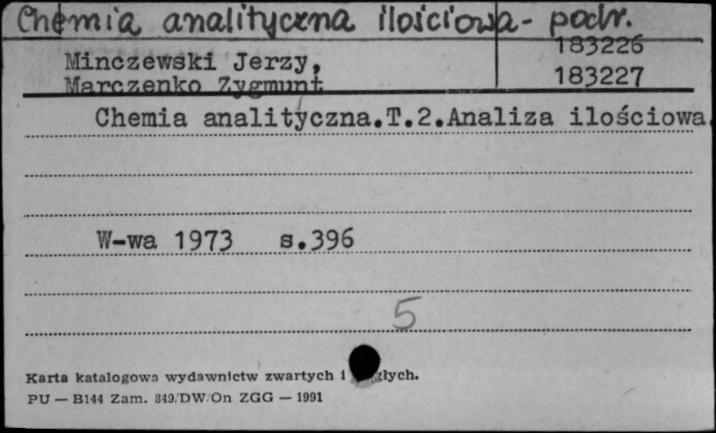 Chemia analityczna ilościowa - podr.
183226
Minczewski Jerzy,
183227
Marczenko Zygmunt
Chemia analityczna.T.2.Analiza ilościowa.
W-wa 1973 s.396
5
Karta katalogowa wydawnictw zwartych i
PU — B144 Zam. 849/DW/On ZGG — 1991